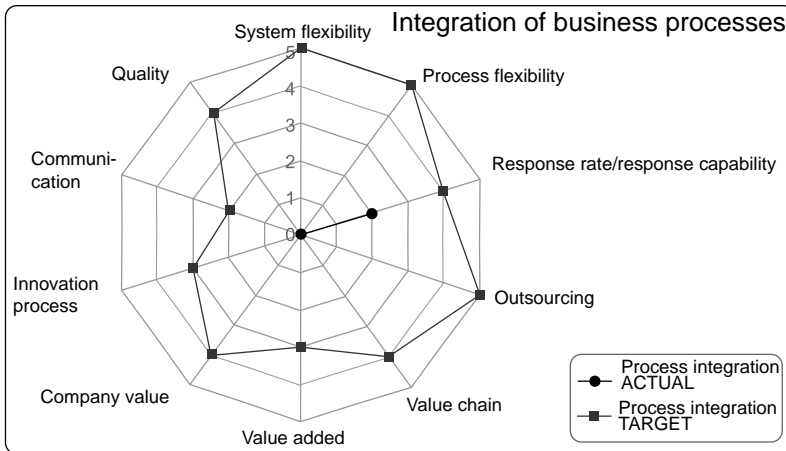 Integration of business processes
System flexibility
Process flexibility
Response rate/response capability
Outsourcing
Value chain
Value added
Company value
Innovation
process
Communi-
cation
Quality
5
4
3
2
1
0
Process integration
ACTUAL
Process integration
TARGET